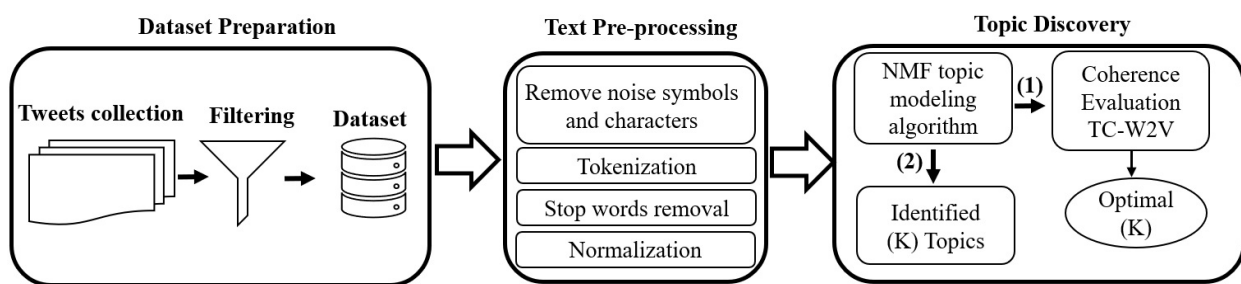 Dataset Preparation
Tweets collection
Filtering
Dataset
Text Pre-processing
Remove noise symbols
and characters
Tokenization
Stop words removal
Normalization
Topic Discovery
NMF topic
modeling
algorithm
(1)
Coherence
Evaluation
TC-W2V
(2)
Identified
(K) Topics
Optimal
(K)